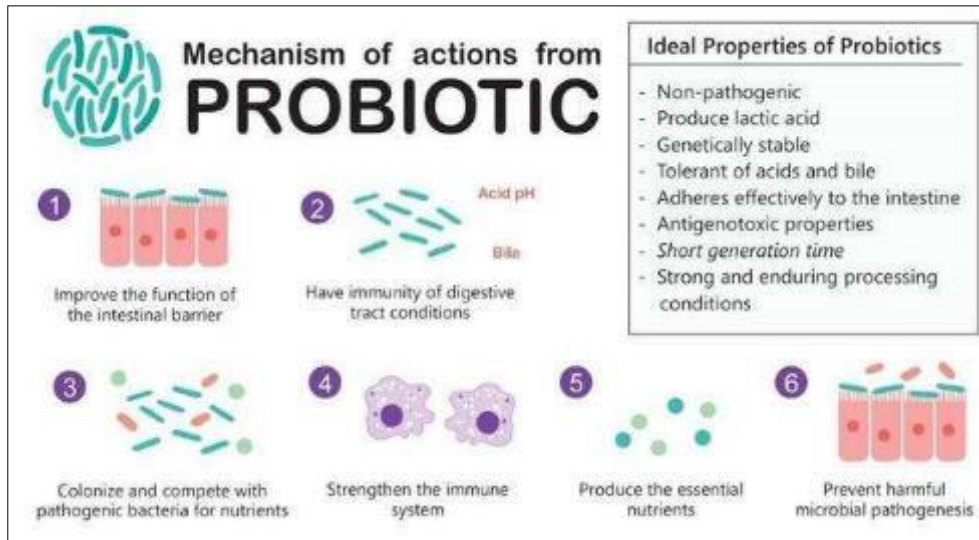 Mechanism of actions from
PROBIOTIC
Ideal Properties of Probiotics
- Non-pathogenic
- Produce lactic acid
- Genetically stable
- Tolerant of acids and bile
- Adheres effectively to the intestine
- Antigenotoxic properties
- Short generation time
- Strong and enduring processing
conditions
1
Improve the function of
the intestinal barrier
2
Acid pH
Bile
Have immunity of digestive
tract conditions
3
Colonize and compete with
pathogenic bacteria for nutrients
4
Strengthen the immune
system
5
Produce the essential
nutrients
6
Prevent harmful
microbial pathogenesis